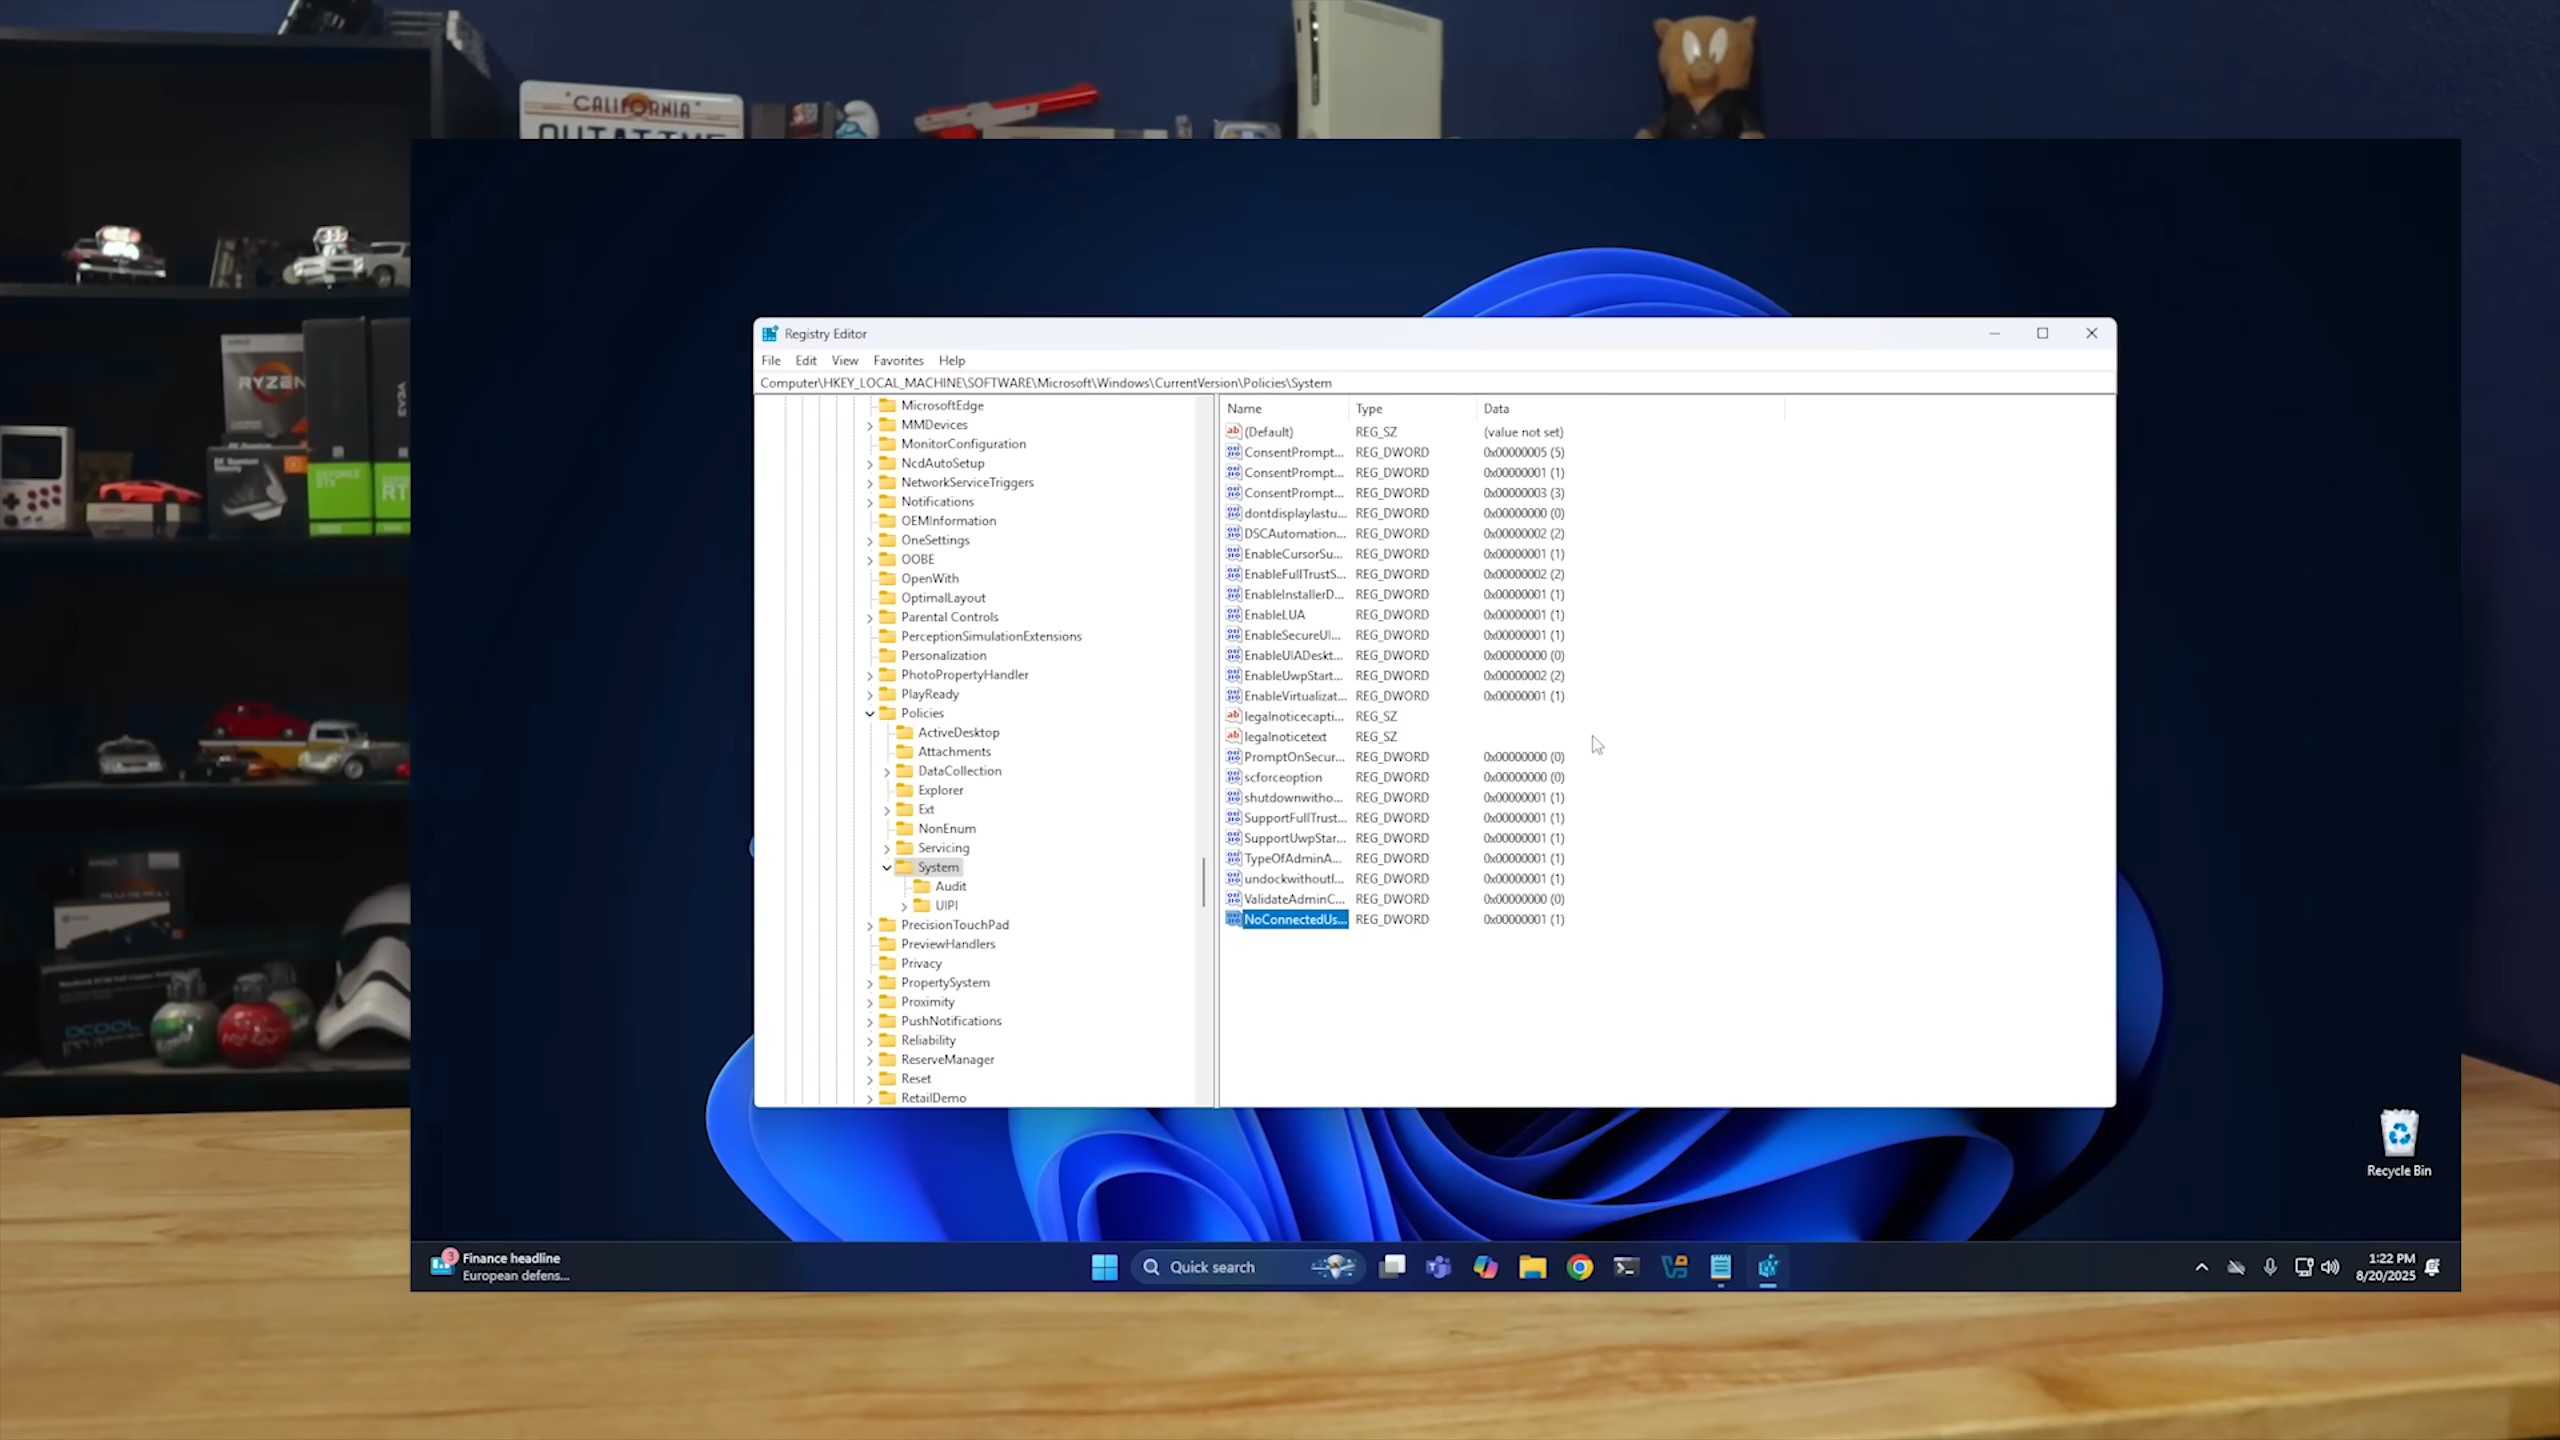 CALIFORNIA
OUTATIME
RYZEN
GEFORCE
RTX
Registry Editor
File Edit View Favorites Help
Computer\HKEY_LOCAL_MACHINE\SOFTWARE\Microsoft\Windows\CurrentVersion\Policies\System
MicrosoftEdge
MMDevices
MonitorConfiguration
NcdAutoSetup
NetworkServiceTriggers
Notifications
OEMInformation
OneSettings
OOBE
OpenWith
OptimalLayout
Parental Controls
PerceptionSimulationExtensions
Personalization
PhotoPropertyHandler
PlayReady
Policies
ActiveDesktop
Attachments
DataCollection
Explorer
Ext
NonEnum
Servicing
System
Audit
UIPI
PrecisionTouchPad
PreviewHandlers
Privacy
PropertySystem
Proximity
PushNotifications
Reliability
ReserveManager
Reset
RetailDemo
Name Type Data
(Default) REG_SZ (value not set)
ConsentPrompt... REG_DWORD 0x00000005 (5)
ConsentPrompt... REG_DWORD 0x00000001 (1)
ConsentPrompt... REG_DWORD 0x00000003 (3)
dontdisplaylastu... REG_DWORD 0x00000000 (0)
DSCAutomation... REG_DWORD 0x00000002 (2)
EnableCursorSu... REG_DWORD 0x00000001 (1)
EnableFullTrustS... REG_DWORD 0x00000002 (2)
EnableInstallerD... REG_DWORD 0x00000001 (1)
EnableLUA REG_DWORD 0x00000001 (1)
EnableSecureUI... REG_DWORD 0x00000001 (1)
EnableUIADeskt... REG_DWORD 0x00000000 (0)
EnableUwpStart... REG_DWORD 0x00000002 (2)
EnableVirtualizat... REG_DWORD 0x00000001 (1)
legalnoticecapti... REG_SZ
legalnoticetext REG_SZ
PromptOnSecur... REG_DWORD 0x00000000 (0)
scforceoption REG_DWORD 0x00000000 (0)
shutdownwitho... REG_DWORD 0x00000001 (1)
SupportFullTrust... REG_DWORD 0x00000001 (1)
SupportUwpStar... REG_DWORD 0x00000001 (1)
TypeOfAdminA... REG_DWORD 0x00000001 (1)
undockwithoutl... REG_DWORD 0x00000001 (1)
ValidateAdminC... REG_DWORD 0x00000000 (0)
NoConnectedUs... REG_DWORD 0x00000001 (1)
Recycle Bin
3
Finance headline
European defens...
Quick search
1:22 PM
8/20/2025